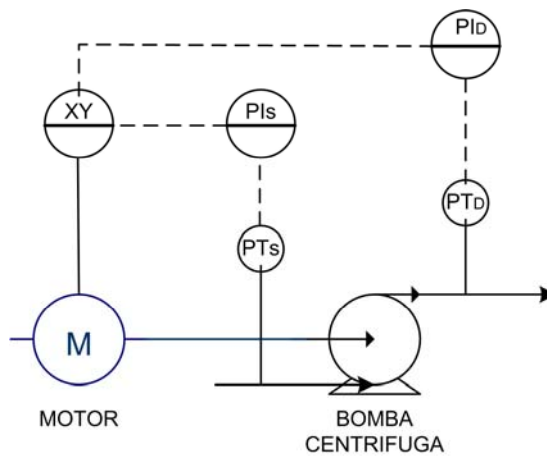 PID
XY
PIs
PTD
PTs
M
MOTOR
BOMBA
CENTRIFUGA